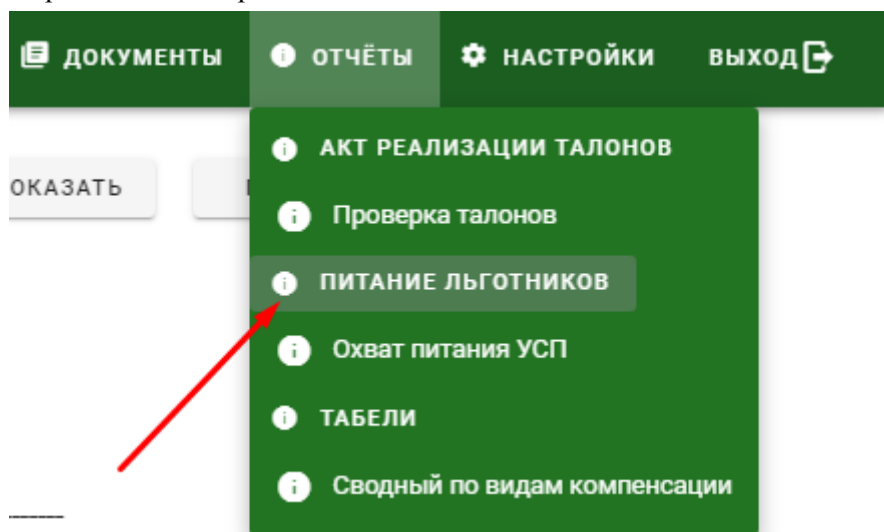 ДОКУМЕНТЫ ОТЧЁТЫ НАСТРОЙКИ ВЫХОД
АКТ РЕАЛИЗАЦИИ ТАЛОНОВ
ОКАЗАТЬ
Проверка талонов
ПИТАНИЕ ЛЬГОТНИКОВ
Охват питания УСП
ТАБЕЛИ
Сводный по видам компенсации